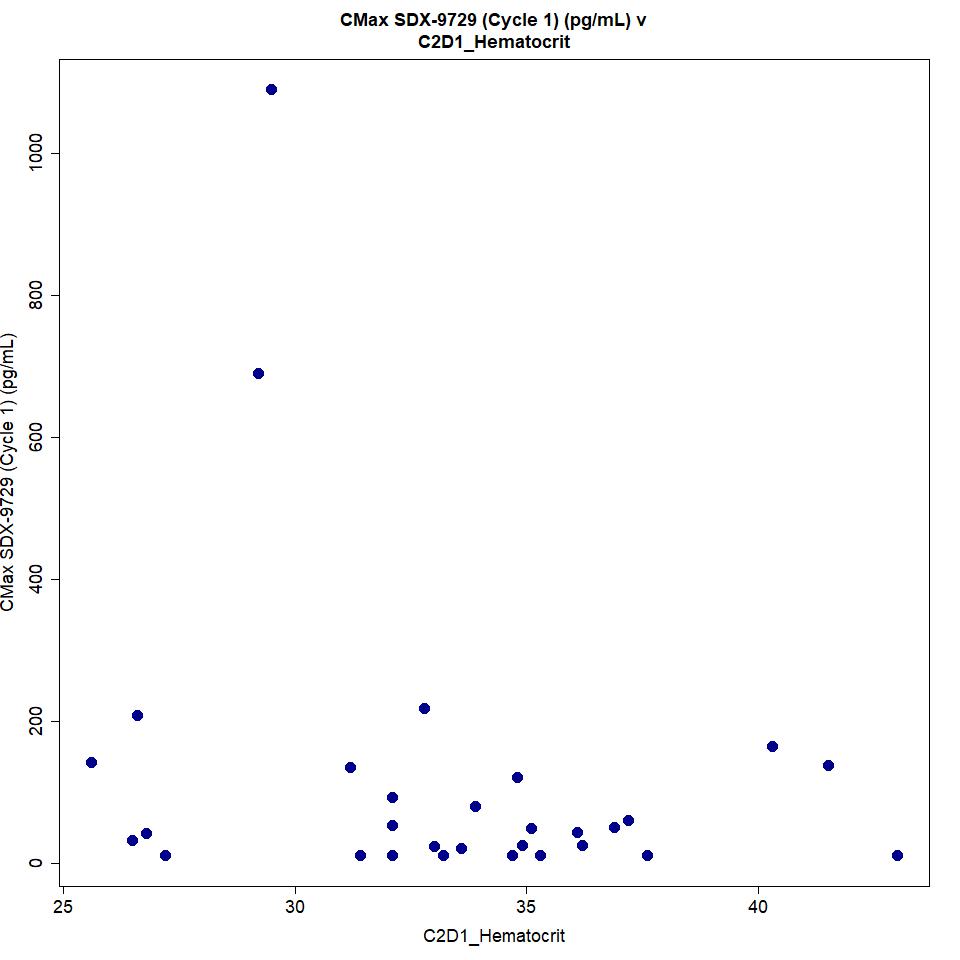 CMax SDX-9729 (Cycle 1) (pg/mL) v
C2D1_Hematocrit
CMax SDX-9729 (Cycle 1) (pg/mL)
1000
800
600
400
200
0
25 30 35 40
C2D1_Hematocrit